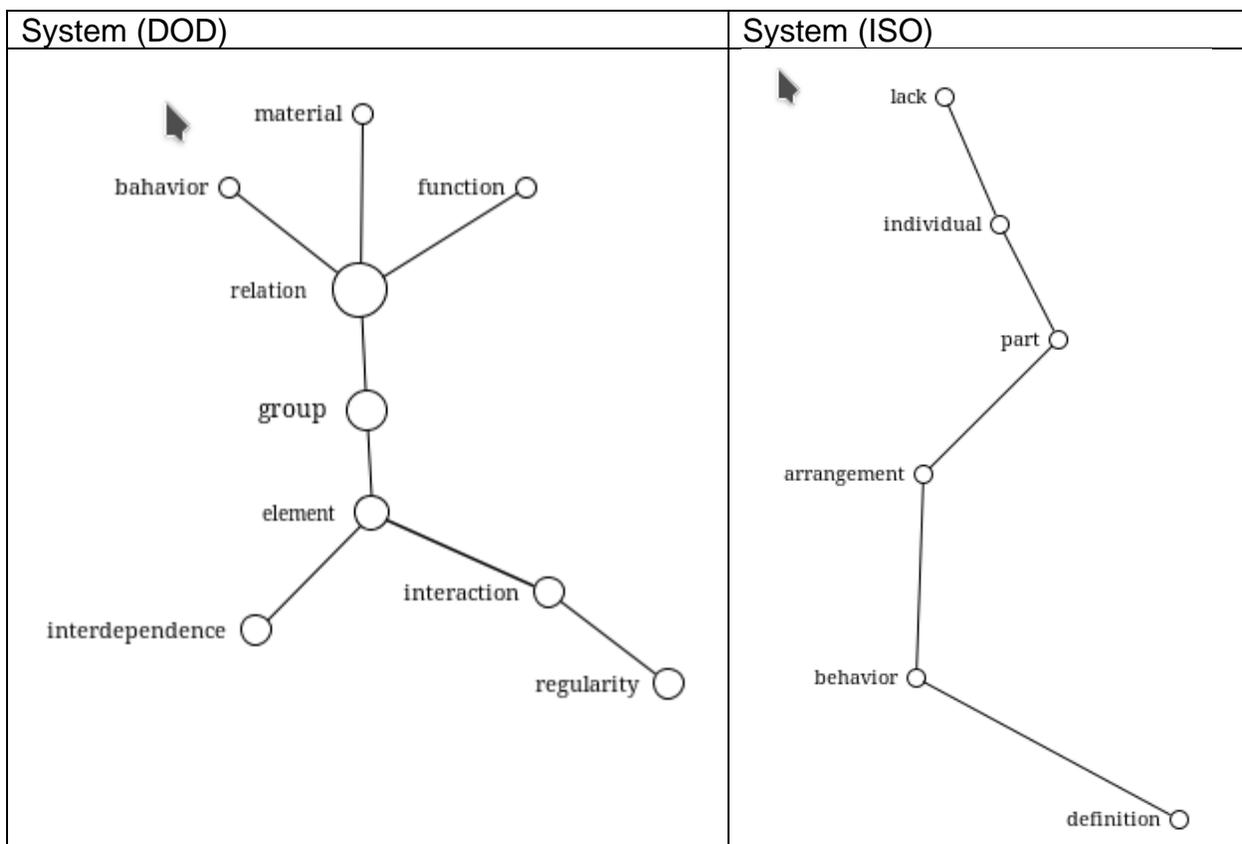 System (DOD)
material
bahavior
function
relation
group
element
interaction
interdependence
regularity
System (ISO)
lack
individual
part
arrangement
behavior
definition